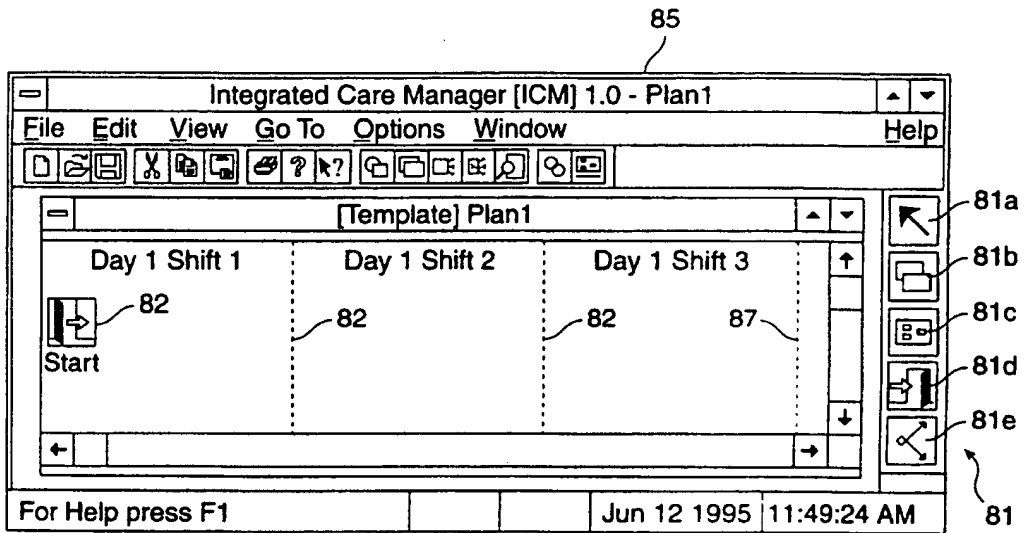 85
Integrated Care Manager [ICM] 1.0 - Plan1
File Edit View Go To Options Window Help
? ?
[Template] Plan1
Day 1 Shift 1 Day 1 Shift 2 Day 1 Shift 3
82 82 82 87
Start
81a
81b
81c
81d
81e
81
For Help press F1 Jun 12 1995 11:49:24 AM